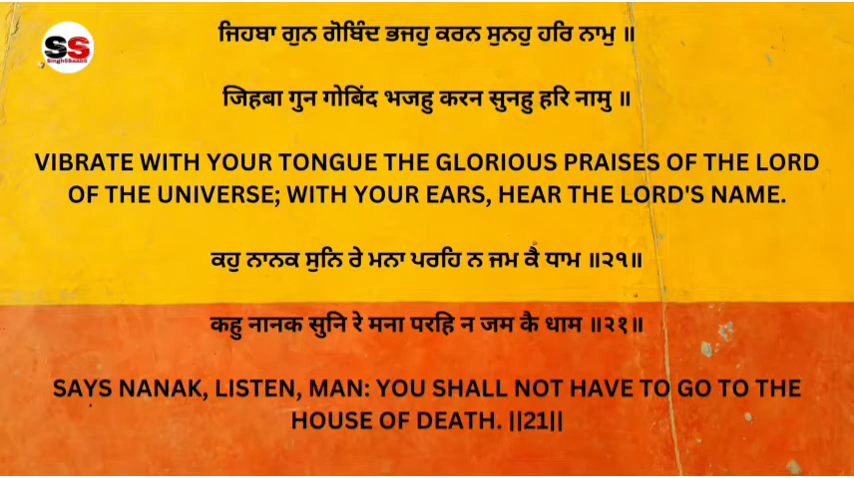 SS
SinghSBaaBG
ਜਿਹਬਾ ਗੁਨ ਗੋਬਿੰਦ ਭਜਹੁ ਕਰਨ ਸੁਨਹੁ ਹਰਿ ਨਾਮੁ ॥
जिहबा गुन गोबिंद भजहु करन सुनहु हरि नामु ॥
VIBRATE WITH YOUR TONGUE THE GLORIOUS PRAISES OF THE LORD
OF THE UNIVERSE; WITH YOUR EARS, HEAR THE LORD'S NAME.
ਕਹੁ ਨਾਨਕ ਸੁਨਿ ਰੇ ਮਨਾ ਪਰਹਿ ਨ ਜਮ ਕੈ ਧਾਮ ॥੨੧॥
कहु नानक सुनि रे मना परहि न जम कै धाम ॥२१॥
SAYS NANAK, LISTEN, MAN: YOU SHALL NOT HAVE TO GO TO THE
HOUSE OF DEATH. ||21||